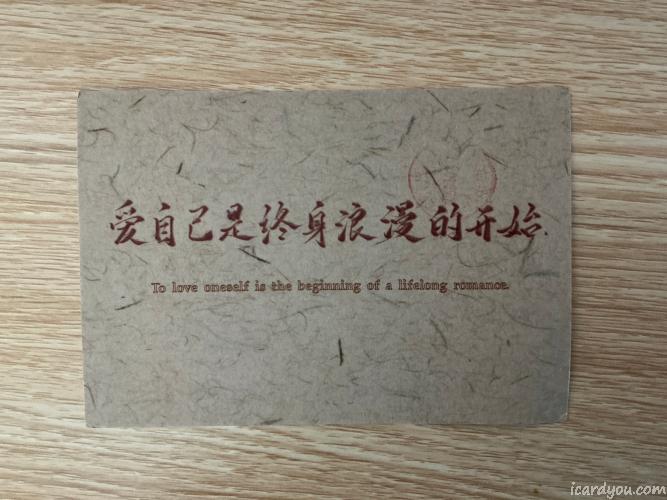 爱自己是终身浪漫的开始.
To love oneself is the beginning of a lifelong romance.
icardyou.com